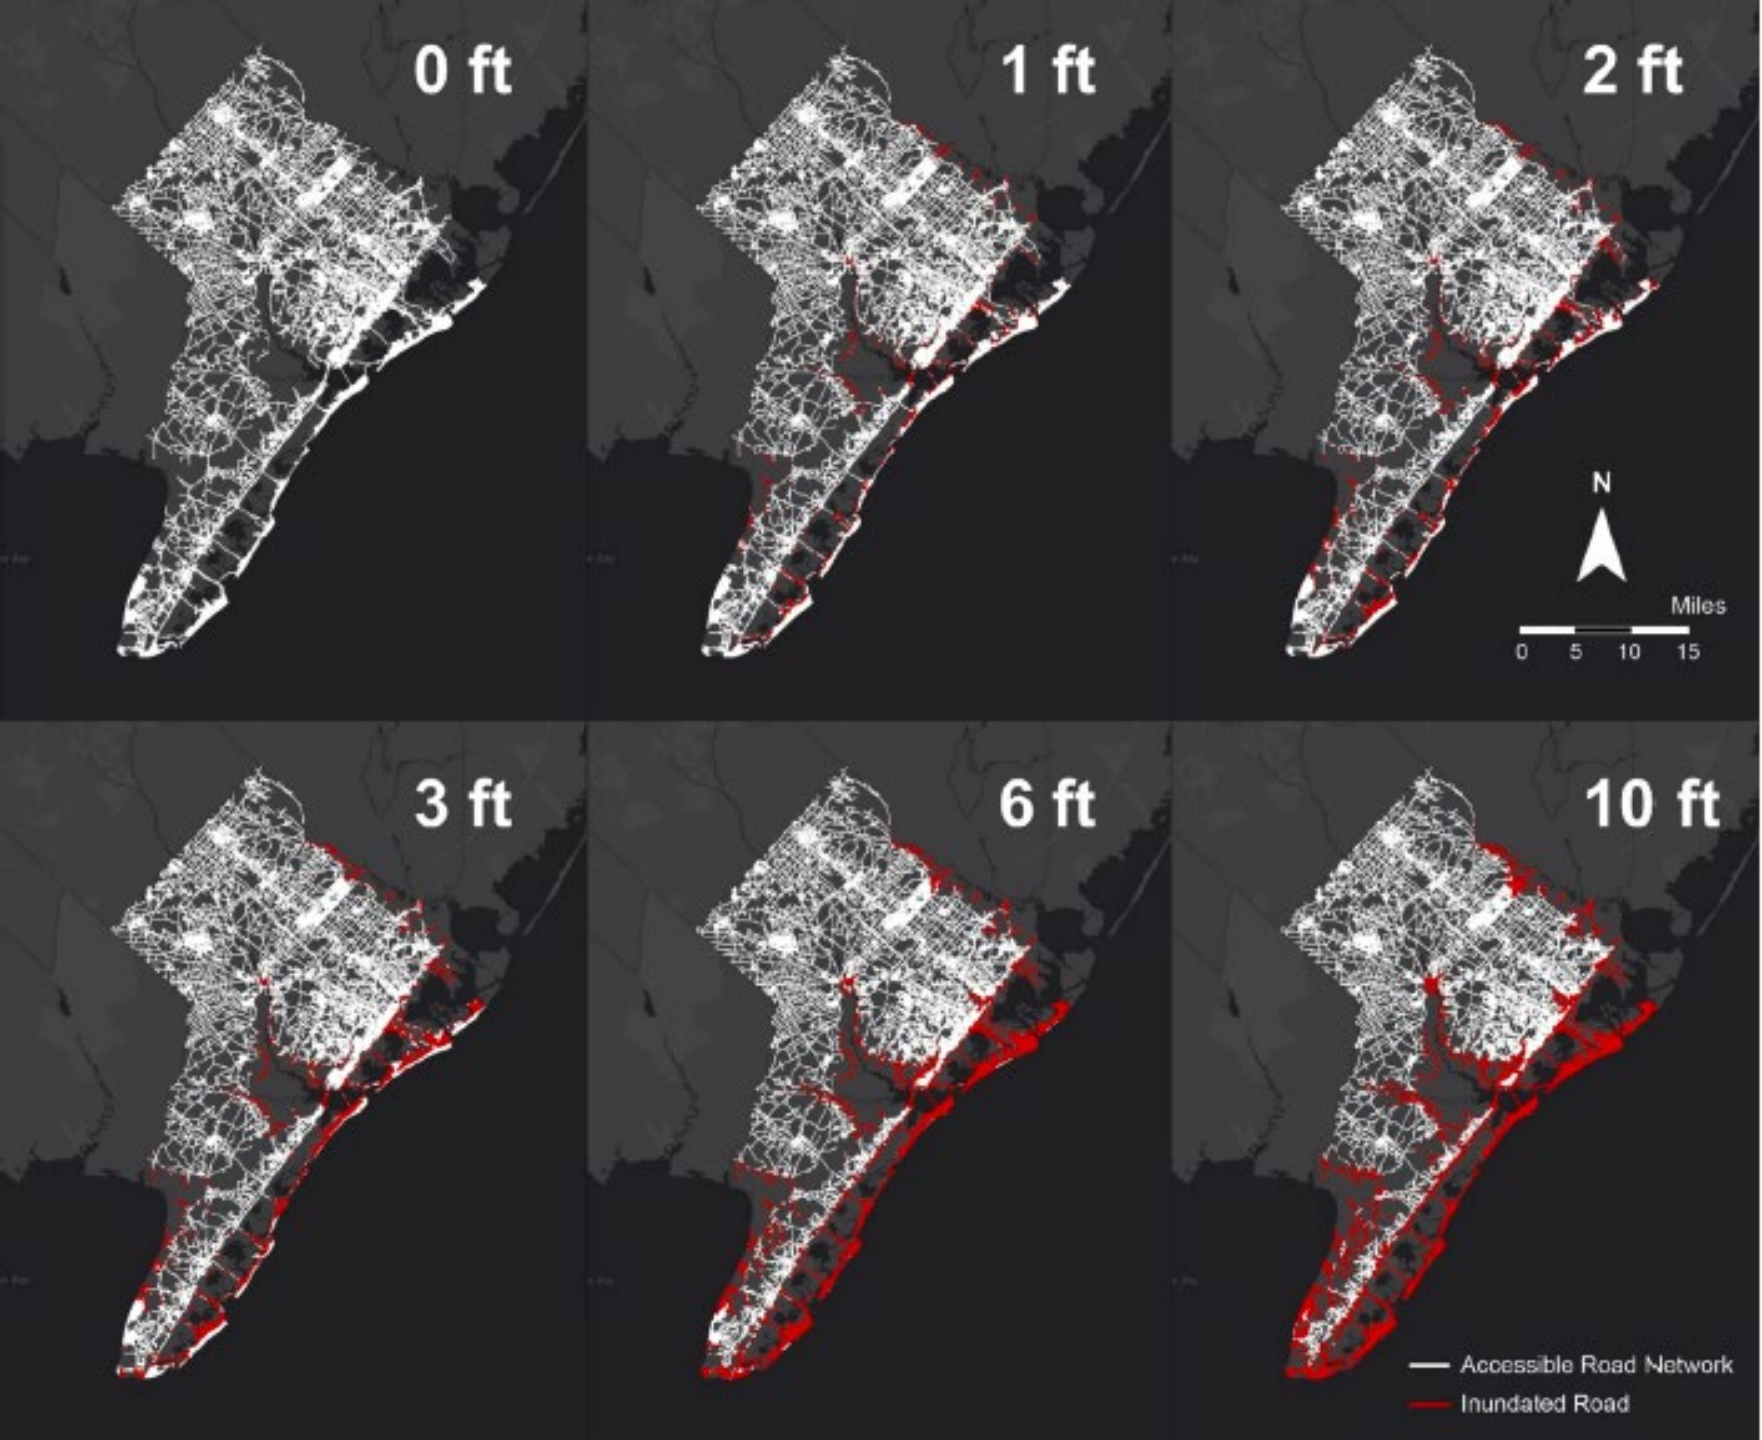 0 ft
1 ft
2 ft
N
Miles
0 5 10 15
3 ft
6 ft
10 ft
Accessible Road Network
Inundated Road